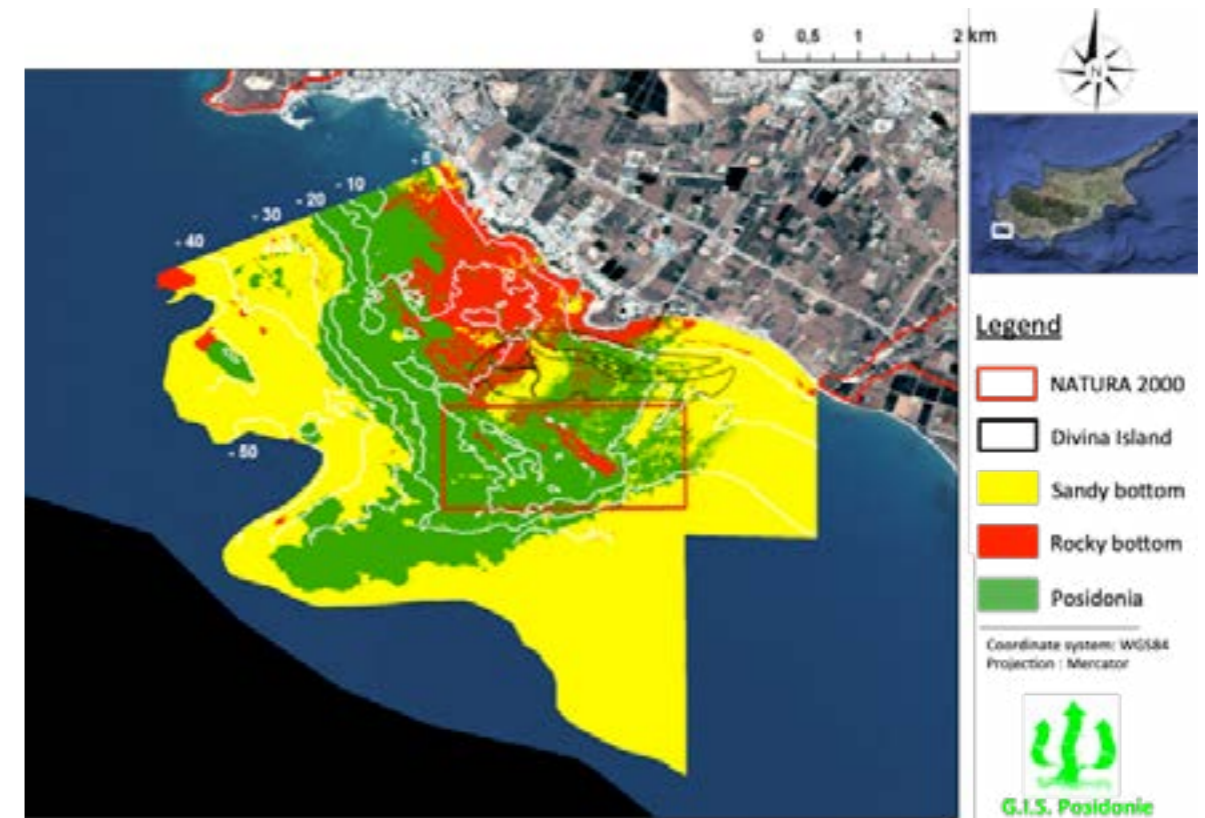 0 0,5 1 2 km
N
- 5
- 10
- 20
- 30
- 40
- 50
Legend
NATURA 2000
Divina Island
Sandy bottom
Rocky bottom
Posidonia
Coordinate system: WGS84
Projection : Mercator
G.I.S. Posidonie